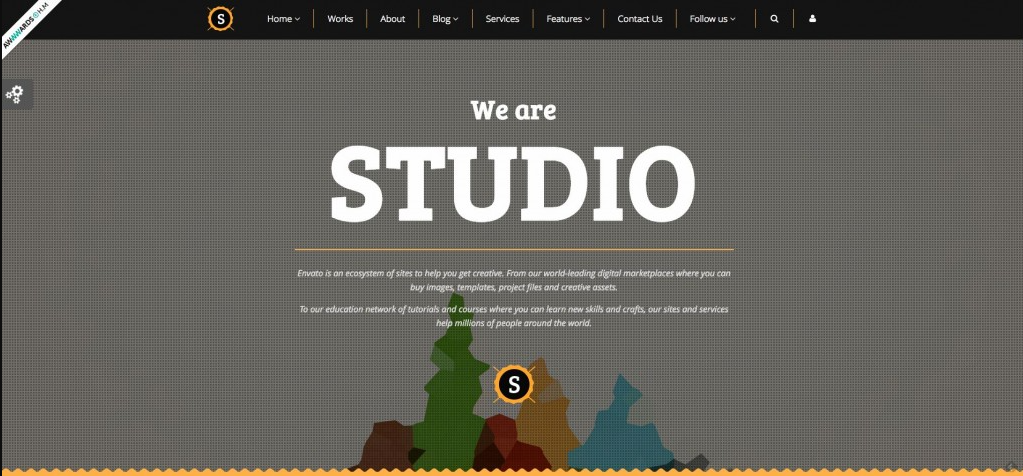 AWWWARDS H.M
S
Home
Works
About
Blog
Services
Features
Contact Us
Follow us
We are
STUDIO
Envato is an ecosystem of sites to help you get creative. From our world-leading digital marketplaces where you can
buy images, templates, project files and creative assets.
To our education network of tutorials and courses where you can learn new skills and crafts, our sites and services
help millions of people around the world.
S